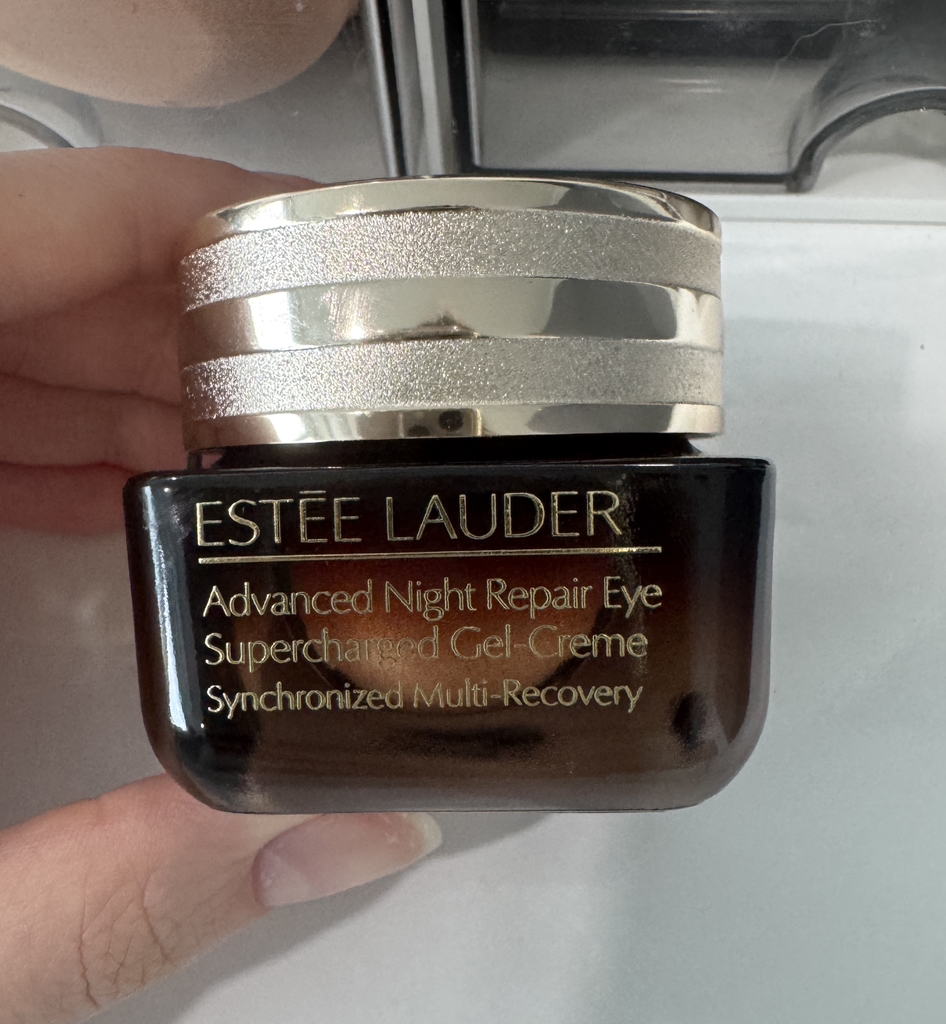 ESTĒE LAUDER
Advanced Night Repair Eye
Supercharged Gel-Creme
Synchronized Multi-Recovery